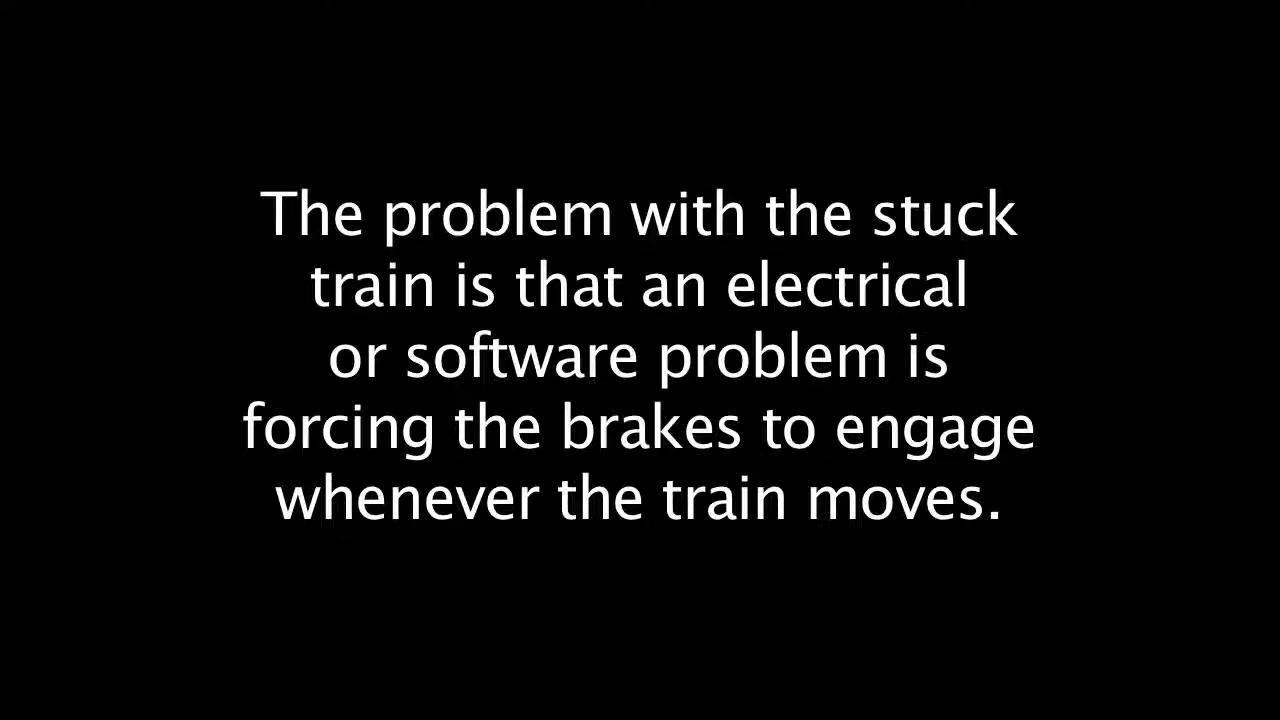 The problem with the stuck
train is that an electrical
or software problem is
forcing the brakes to engage
whenever the train moves.